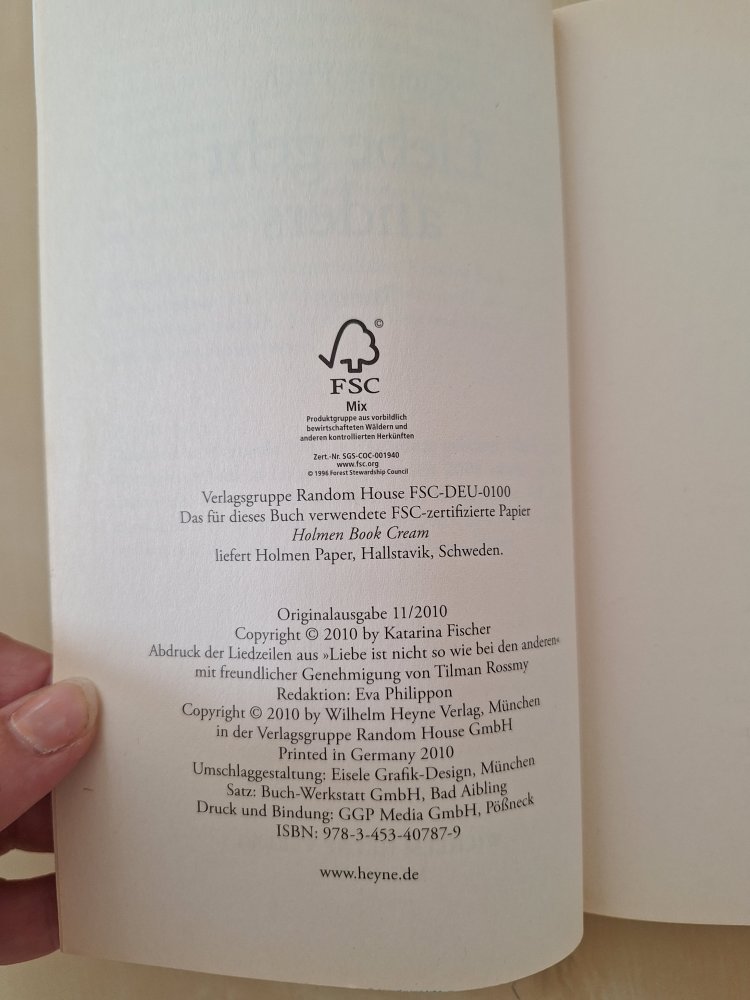 ©
FSC
Mix
Produktgruppe aus vorbildlich
bewirtschafteten Wäldern und
anderen kontrollierten Herkünften
Zert.-Nr. SGS-COC-001940
www.fsc.org
© 1996 Forest Stewardship Council
Verlagsgruppe Random House FSC-DEU-0100
Das für dieses Buch verwendete FSC-zertifizierte Papier
Holmen Book Cream
liefert Holmen Paper, Hallstavik, Schweden.
Originalausgabe 11/2010
Copyright © 2010 by Katarina Fischer
Abdruck der Liedzeilen aus »Liebe ist nicht so wie bei den anderen«
mit freundlicher Genehmigung von Tilman Rossmy
Redaktion: Eva Philippon
Copyright © 2010 by Wilhelm Heyne Verlag, München
in der Verlagsgruppe Random House GmbH
Printed in Germany 2010
Umschlaggestaltung: Eisele Grafik-Design, München
Satz: Buch-Werkstatt GmbH, Bad Aibling
Druck und Bindung: GGP Media GmbH, Pößneck
ISBN: 978-3-453-40787-9
www.heyne.de